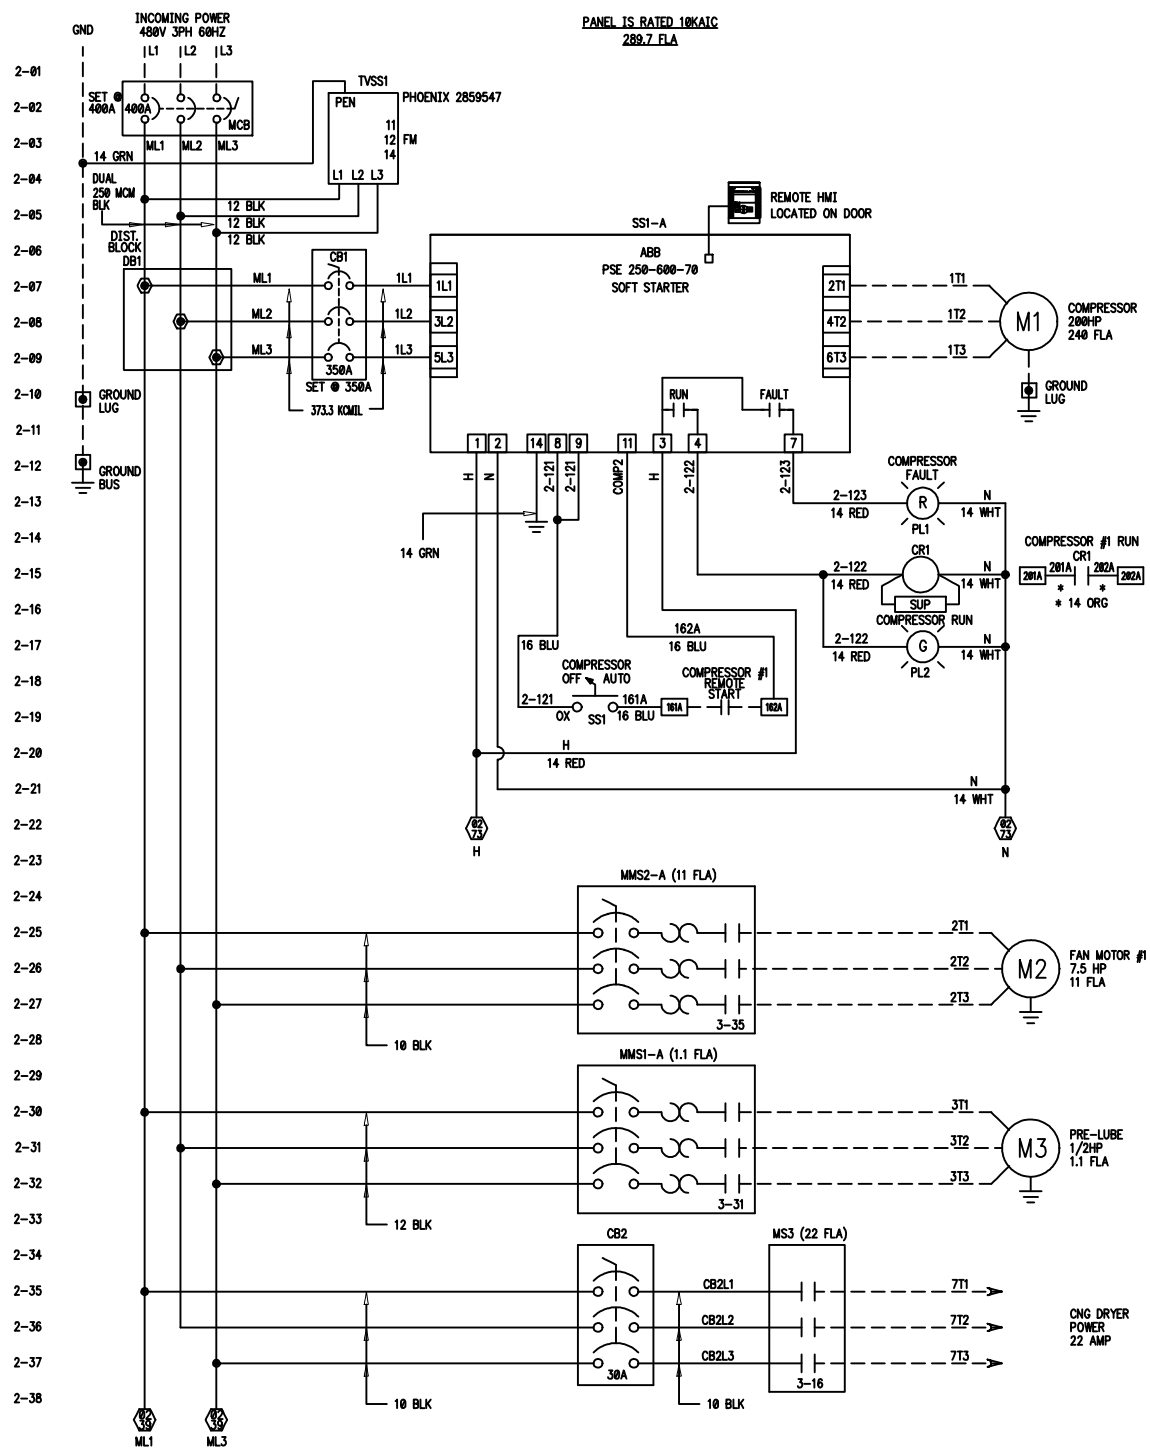 PANEL IS RATED 10KAIC
289.7 FLA
INCOMING POWER
480V 3PH 60HZ
GND
L1
L2
L3
2-01
TVSS1
PHOENIX 2859547
PEN
SET @
400A
400A
MCB
2-02
11
12 FM
14
2-03
ML1
ML2
ML3
14 GRN
2-04
L1 L2 L3
DUAL
250 MCM
BLK
REMOTE HMI
LOCATED ON DOOR
2-05
12 BLK
12 BLK
12 BLK
SS1-A
2-06
DIST.
BLOCK
DB1
CB1
ABB
PSE 250-600-70
SOFT STARTER
2-07
ML1
1L1
1L1
2T1
1T1
2-08
ML2
1L2
3L2
4T2
1T2
M1
COMPRESSOR
200HP
240 FLA
2-09
ML3
1L3
5L3
6T3
1T3
350A
SET @ 350A
2-10
GROUND
LUG
373.3 KCMIL
RUN
FAULT
GROUND
LUG
2-11
1
2
14
8
9
11
3
4
7
2-12
GROUND
BUS
H
N
2-121
2-121
COMP2
H
2-122
2-123
COMPRESSOR
FAULT
2-13
2-123
14 RED
R
N
14 WHT
PL1
2-14
14 GRN
COMPRESSOR #1 RUN
CR1
CR1
2-15
2-122
14 RED
N
14 WHT
201A
201A
202A
202A
*
*
* 14 ORG
2-16
SUP
COMPRESSOR RUN
2-17
16 BLU
162A
16 BLU
2-122
14 RED
G
N
14 WHT
PL2
2-18
COMPRESSOR
OFF
AUTO
COMPRESSOR #1
REMOTE
START
2-19
2-121
OX
SS1
161A
16 BLU
161A
162A
2-20
H
14 RED
2-21
N
14 WHT
2-22
02
73
H
02
73
N
2-23
2-24
MMS2-A (11 FLA)
2-25
2T1
2-26
2T2
M2
FAN MOTOR #1
7.5 HP
11 FLA
2-27
2T3
3-35
2-28
10 BLK
2-29
MMS1-A (1.1 FLA)
2-30
3T1
2-31
3T2
M3
PRE-LUBE
1/2HP
1.1 FLA
2-32
3T3
3-31
2-33
12 BLK
2-34
CB2
MS3 (22 FLA)
2-35
CB2L1
7T1
2-36
CB2L2
7T2
CNG DRYER
POWER
22 AMP
2-37
CB2L3
7T3
30A
3-16
2-38
10 BLK
10 BLK
02
39
ML1
02
39
ML3